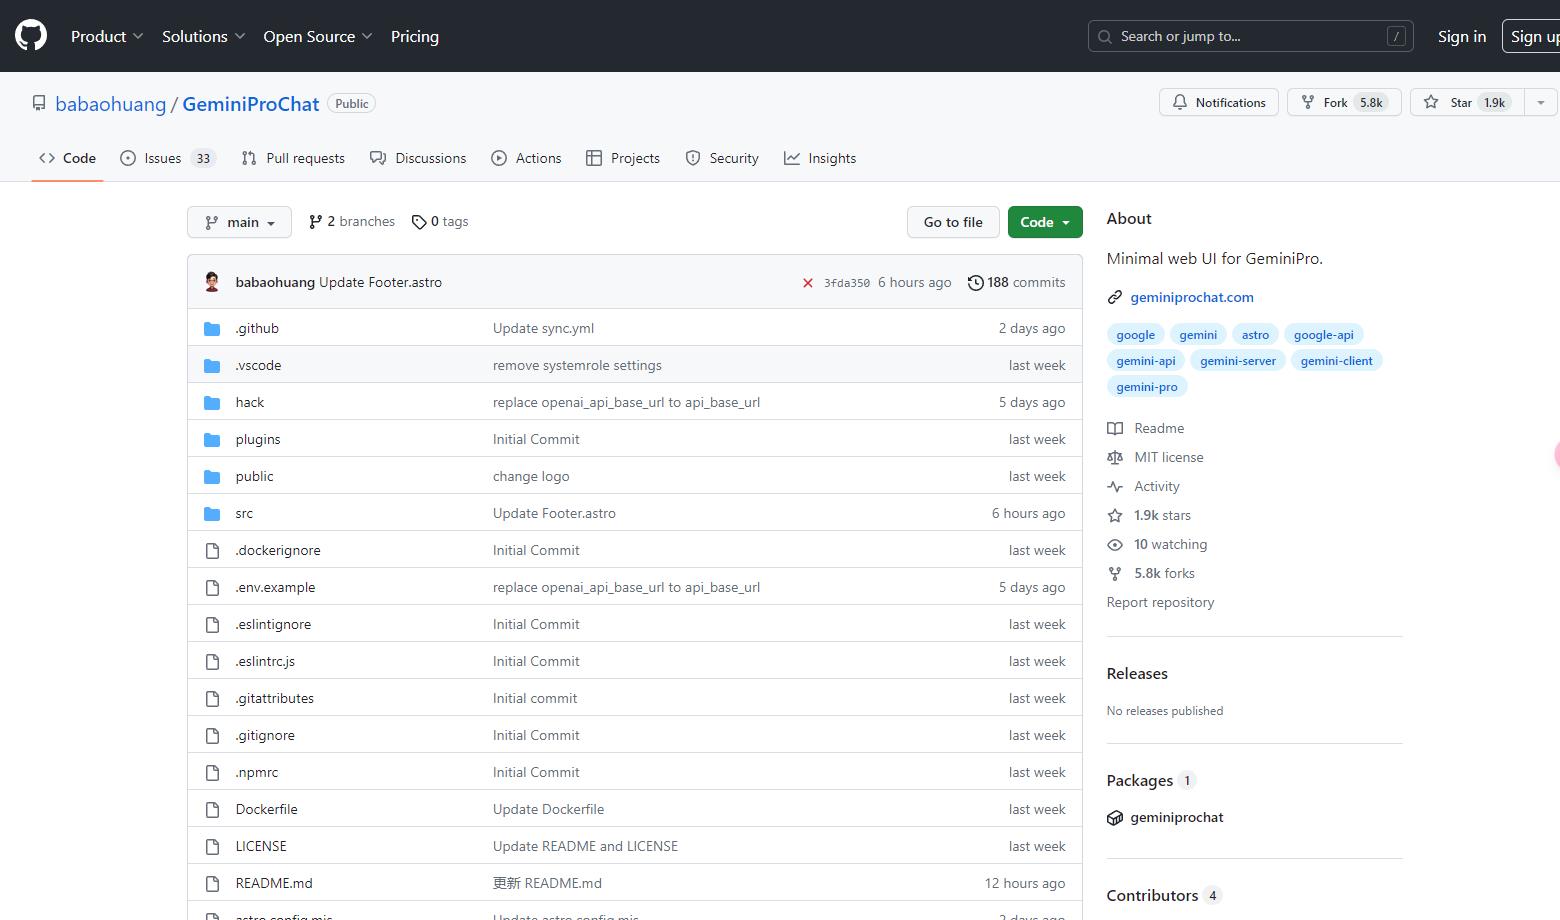 Product Solutions Open Source Pricing Search or jump to... / Sign in Sign up
babaohuang / GeminiProChat Public Notifications Fork 5.8k Star 1.9k
Code Issues 33 Pull requests Discussions Actions Projects Security Insights
main 2 branches 0 tags Go to file Code
babaohuang Update Footer.astro 3fda350 6 hours ago 188 commits
.github Update sync.yml 2 days ago
.vscode remove systemrole settings last week
hack replace openai_api_base_url to api_base_url 5 days ago
plugins Initial Commit last week
public change logo last week
src Update Footer.astro 6 hours ago
.dockerignore Initial Commit last week
.env.example replace openai_api_base_url to api_base_url 5 days ago
.eslintignore Initial Commit last week
.eslintrc.js Initial Commit last week
.gitattributes Initial commit last week
.gitignore Initial Commit last week
.npmrc Initial Commit last week
Dockerfile Update Dockerfile last week
LICENSE Update README and LICENSE last week
README.md 更新 README.md 12 hours ago
astro.config.mjs Update astro.config.mjs 2 days ago
About
Minimal web UI for GeminiPro.
geminiprochat.com
google gemini astro google-api
gemini-api gemini-server gemini-client
gemini-pro
Readme
MIT license
Activity
1.9k stars
10 watching
5.8k forks
Report repository
Releases
No releases published
Packages 1
geminiprochat
Contributors 4